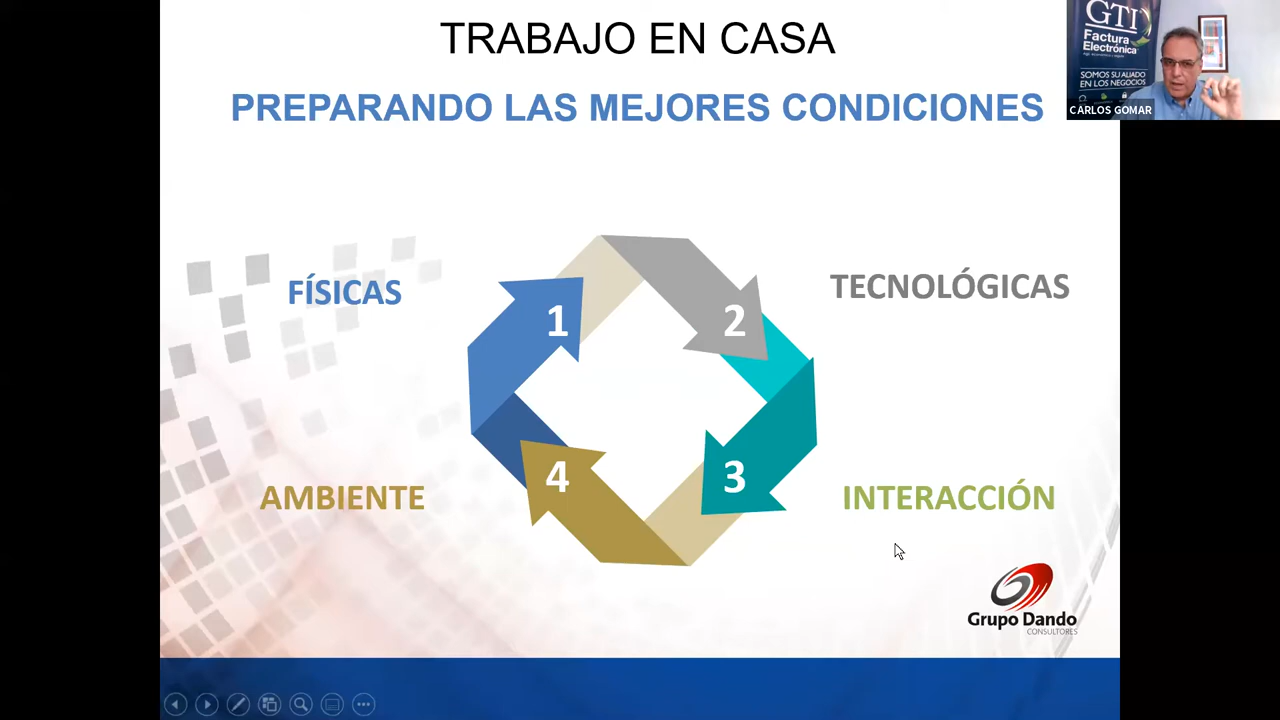 TRABAJO EN CASA
PREPARANDO LAS MEJORES CONDICIONES
GTI
Factura
Electrónica
SOMOS SU ALIADO
EN LOS NEGOCIOS
CARLOS GOMAR
FÍSICAS
1
2
TECNOLÓGICAS
AMBIENTE
4
3
INTERACCIÓN
Grupo Dando
CONSULTORES